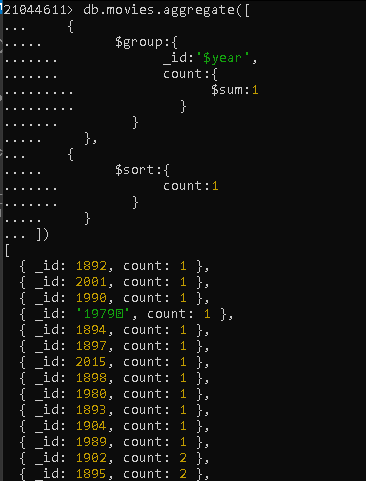 21044611> db.movies.aggregate([
... {
..... $group:{
........ _id:'$year',
........ count:{
.......... $sum:1
......... }
....... }
..... },
... {
..... $sort:{
........ count:1
....... }
..... }
... ])
[
{ _id: 1892, count: 1 },
{ _id: 2001, count: 1 },
{ _id: 1990, count: 1 },
{ _id: '1979�', count: 1 },
{ _id: 1894, count: 1 },
{ _id: 1897, count: 1 },
{ _id: 2015, count: 1 },
{ _id: 1898, count: 1 },
{ _id: 1980, count: 1 },
{ _id: 1893, count: 1 },
{ _id: 1904, count: 1 },
{ _id: 1989, count: 1 },
{ _id: 1902, count: 2 },
{ _id: 1895, count: 2 },